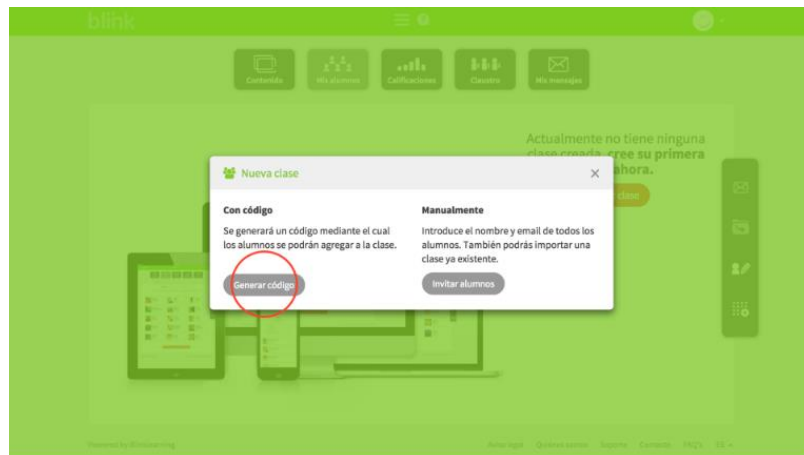 blink
Contenido
Mis alumnos
Calificaciones
Claustro
Mis mensajes
Actualmente no tiene ninguna
clase creada, cree su primera
ahora.
clase
Nueva clase
×
Con código
Se generará un código mediante el cual
los alumnos se podrán agregar a la clase.
Generar código
Manualmente
Introduce el nombre y email de todos los
alumnos. También podrás importar una
clase ya existente.
Invitar alumnos
Powered by Blinklearning
Aviso legal Quiénes somos Soporte Contacto FAQ's ES